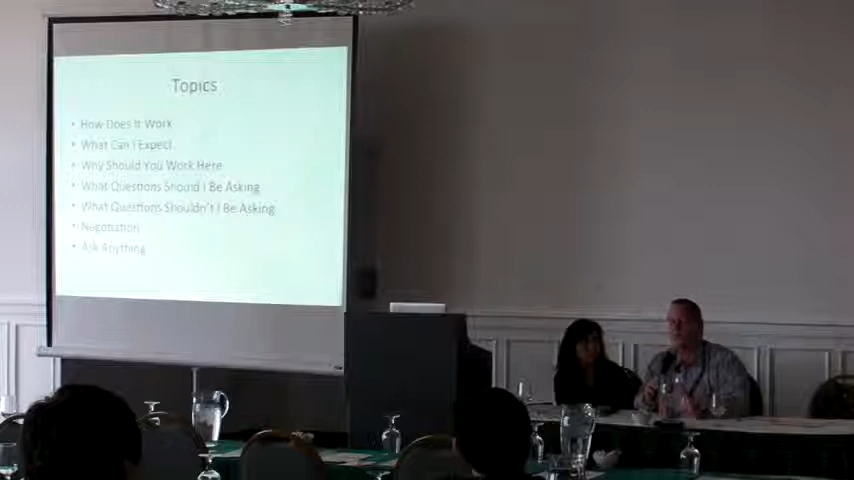 Topics
• How Does It Work
• What Can I Expect
• Why Should You Work Here
• What Questions Should I Be Asking
• What Questions Shouldn't I Be Asking
• Negotiation
• Ask Anything